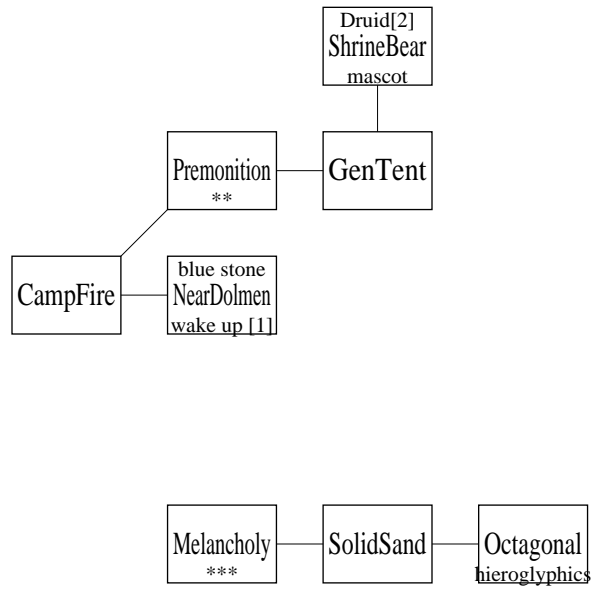 Druid[2]
ShrineBear
mascot
Premonition
**
GenTent
CampFire
blue stone
NearDolmen
wake up [1]
Melancholy
***
SolidSand
Octagonal
hieroglyphics